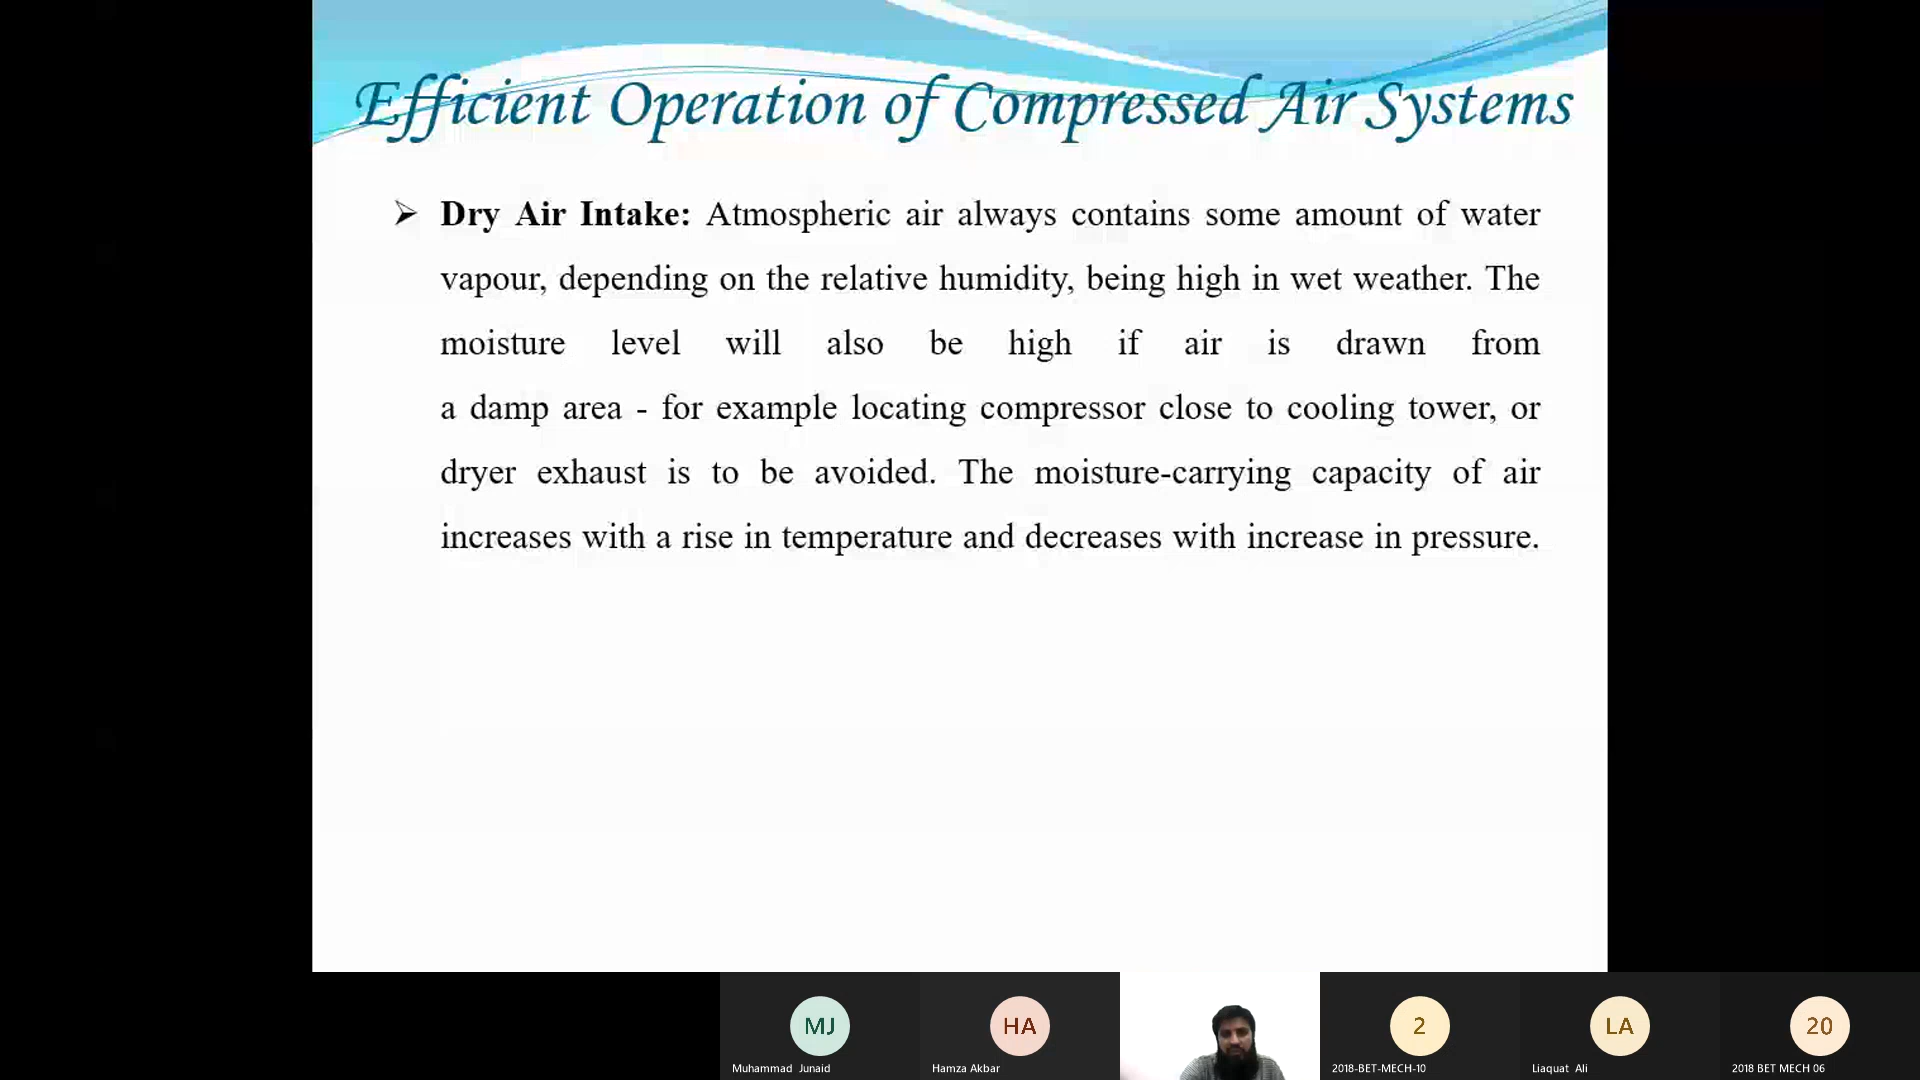 Efficient Operation of Compressed Air Systems
➢ Dry Air Intake: Atmospheric air always contains some amount of water
vapour, depending on the relative humidity, being high in wet weather. The
moisture level will also be high if air is drawn from
a damp area - for example locating compressor close to cooling tower, or
dryer exhaust is to be avoided. The moisture-carrying capacity of air
increases with a rise in temperature and decreases with increase in pressure.
MJ
Muhammad Junaid
HA
Hamza Akbar
2
2018-BET-MECH-10
LA
Liaquat Ali
20
2018 BET MECH 06